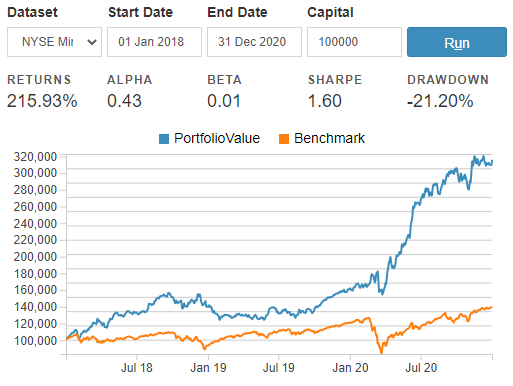 Dataset Start Date End Date Capital
NYSE Mir 01 Jan 2018 31 Dec 2020 100000 Run
RETURNS ALPHA BETA SHARPE DRAWDOWN
215.93% 0.43 0.01 1.60 -21.20%
PortfolioValue Benchmark
320,000
300,000
280,000
260,000
240,000
220,000
200,000
180,000
160,000
140,000
120,000
100,000
Jul 18 Jan 19 Jul 19 Jan 20 Jul 20